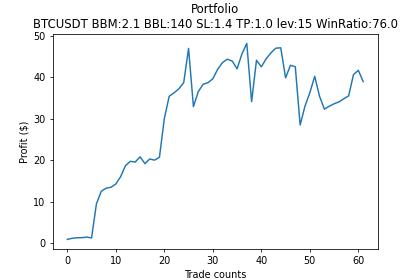 Portfolio
BTCUSDT BBM:2.1 BBL:140 SL:1.4 TP:1.0 lev:15 WinRatio:76.0
50
40
30
20
10
0
Profit ($)
0 10 20 30 40 50 60
Trade counts